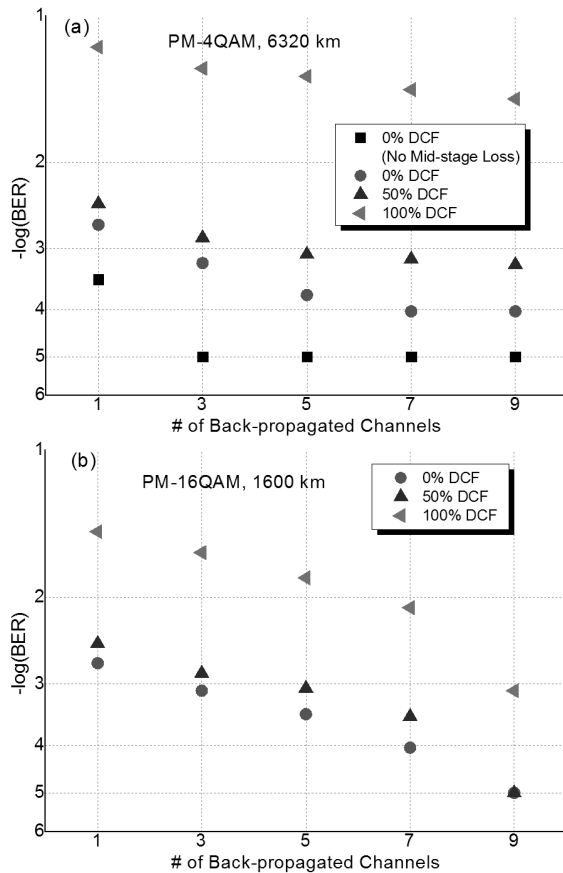 (a)
PM-4QAM, 6320 km
0% DCF
(No Mid-stage Loss)
0% DCF
50% DCF
100% DCF
-log(BER)
1
2
3
4
5
6
1 3 5 7 9
# of Back-propagated Channels
(b)
PM-16QAM, 1600 km
0% DCF
50% DCF
100% DCF
-log(BER)
1
2
3
4
5
6
1 3 5 7 9
# of Back-propagated Channels